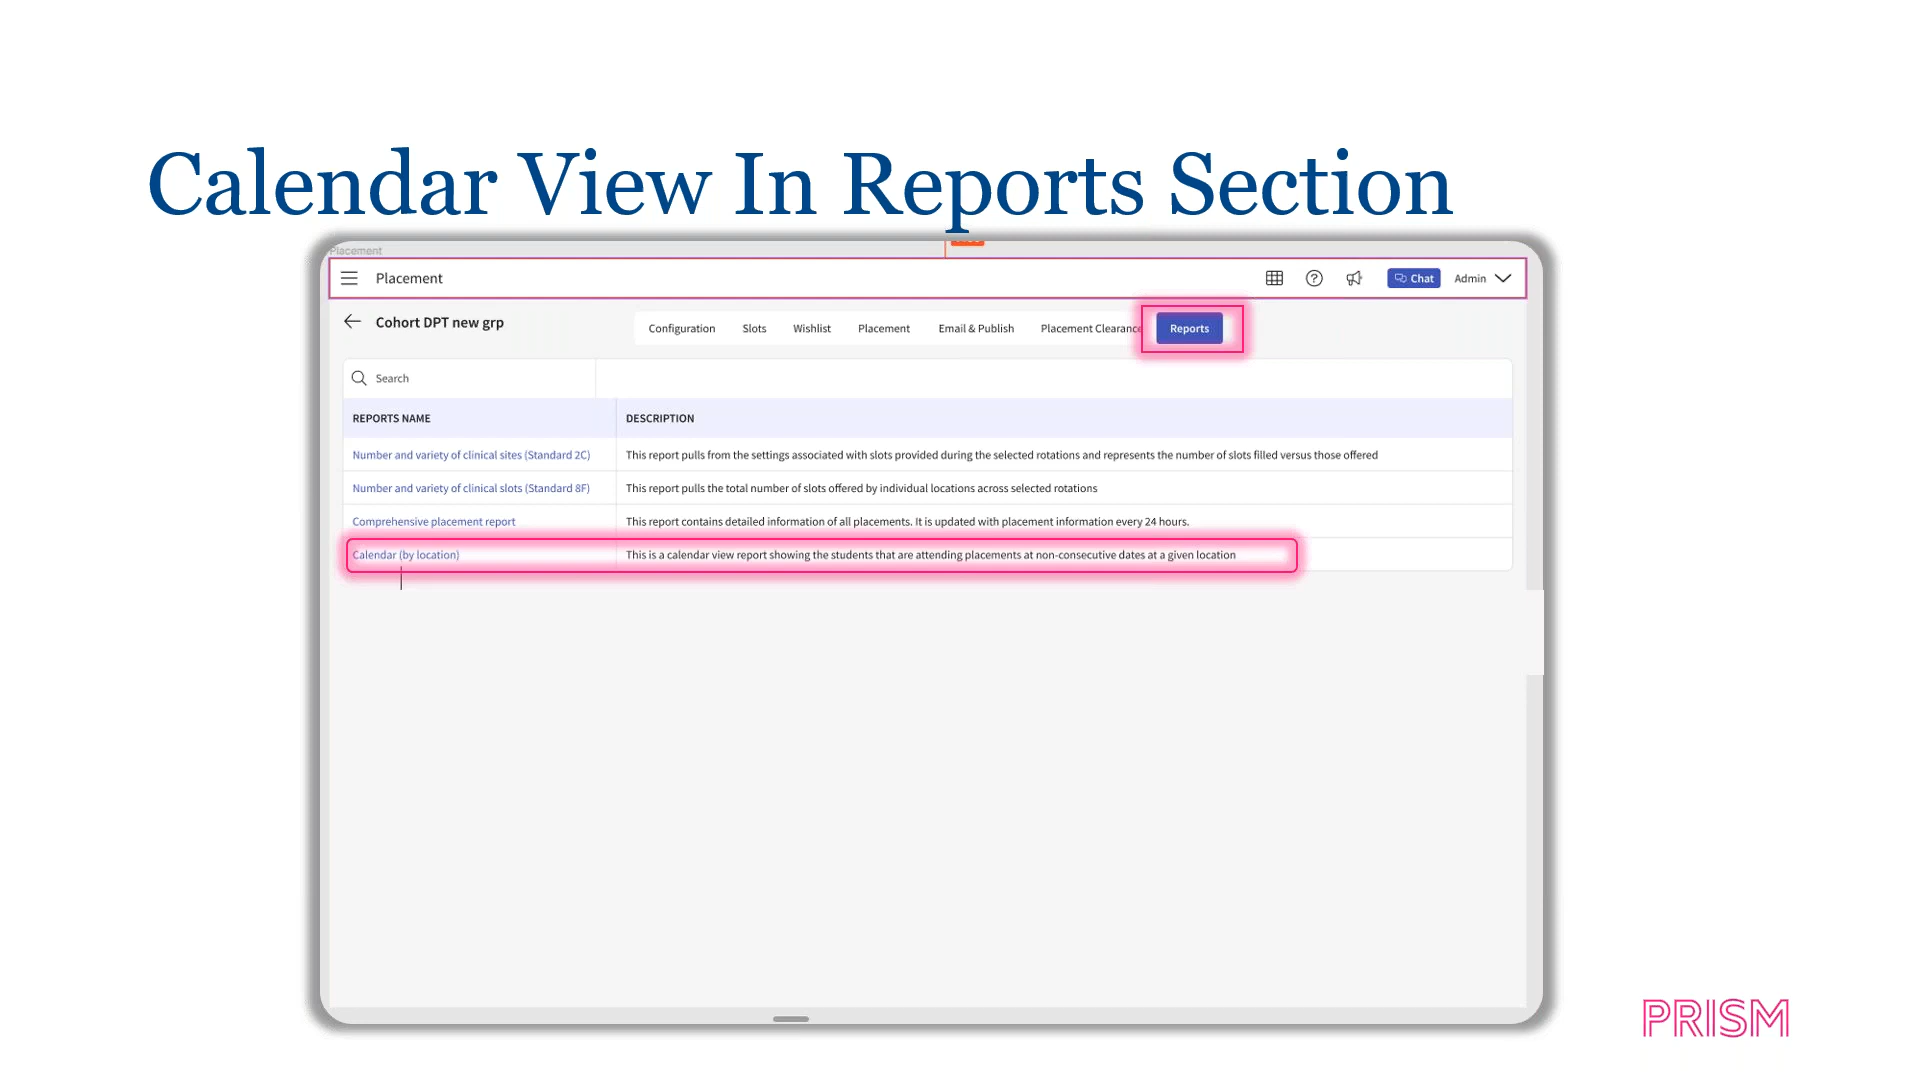 Calendar View In Reports Section
Placement
Placement
Chat
Admin
Cohort DPT new grp
Configuration
Slots
Wishlist
Placement
Email & Publish
Placement Clearance
Reports
Search
REPORTS NAME
DESCRIPTION
Number and variety of clinical sites (Standard 2C)
This report pulls from the settings associated with slots provided during the selected rotations and represents the number of slots filled versus those offered
Number and variety of clinical slots (Standard 8F)
This report pulls the total number of slots offered by individual locations across selected rotations
Comprehensive placement report
This report contains detailed information of all placements. It is updated with placement information every 24 hours.
Calendar (by location)
This is a calendar view report showing the students that are attending placements at non-consecutive dates at a given location
PRISM